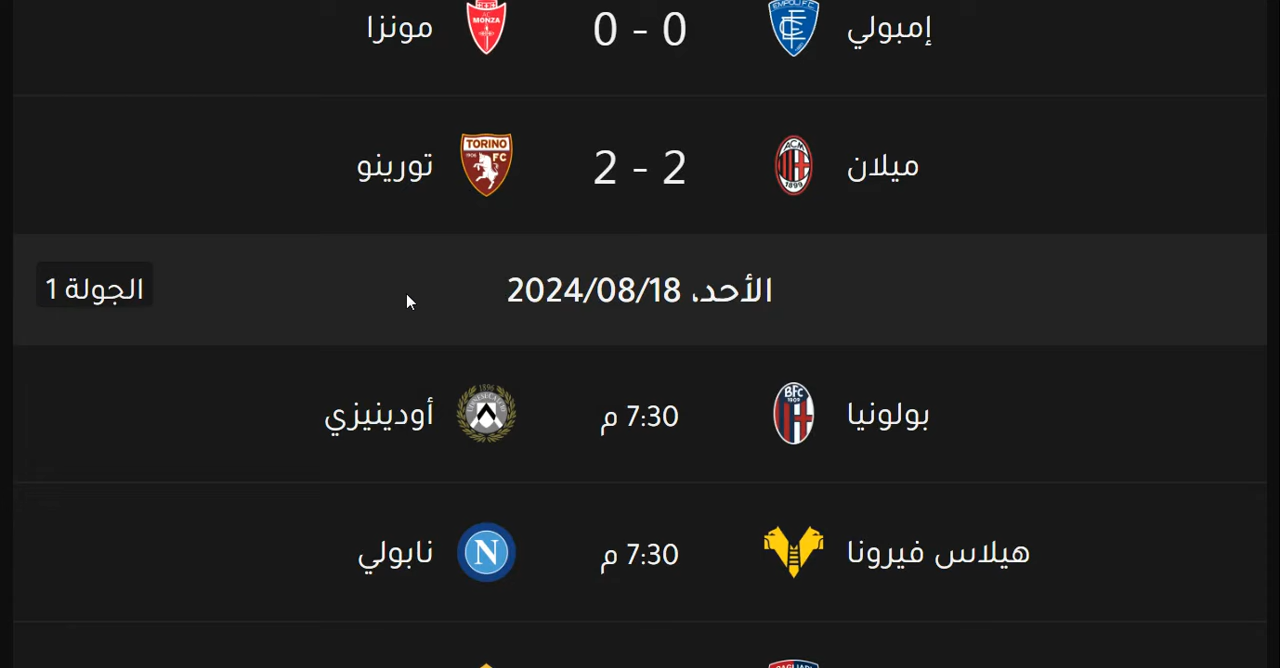 إمبولي 0 - 0 مونزا
ميلان 2 - 2 تورينو
الأحد، 2024/08/18 الجولة 1
بولونيا 7:30 م أودينيزي
هيلاس فيرونا 7:30 م نابولي